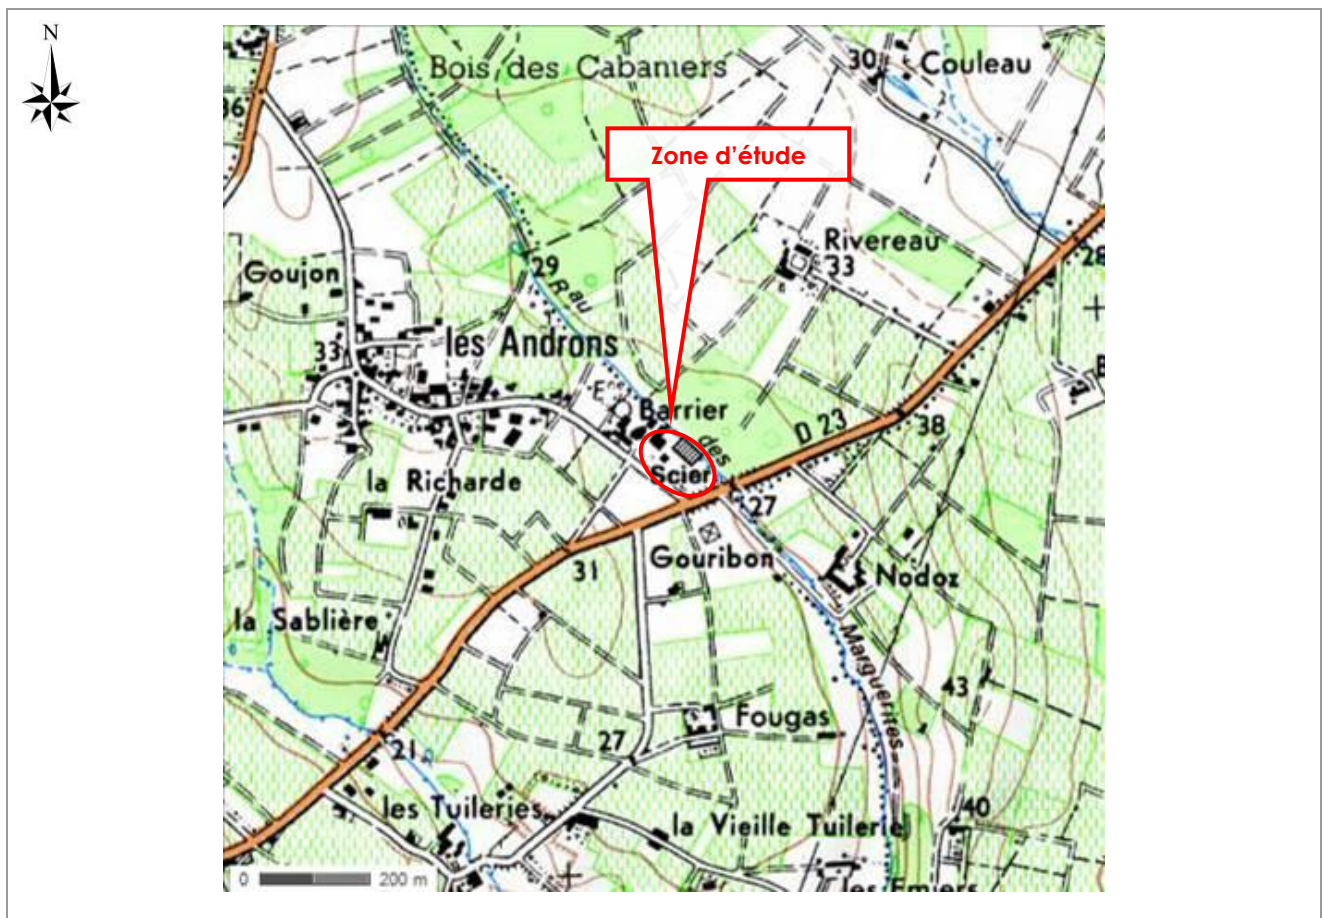 N
Bois des Cabaniers
30
Couleau
36
Zone d'étude
Rivereau
33
28
29
Rau
Goujon
les Androns
33
Barrier
des
D 23
38
la Richarde
Scier
27
31
Gouribon
Nodoz
la Sablière
Marguerites
43
Fougas
27
21
les Tuileries
la Vieille Tuilerie
40
0
200 m